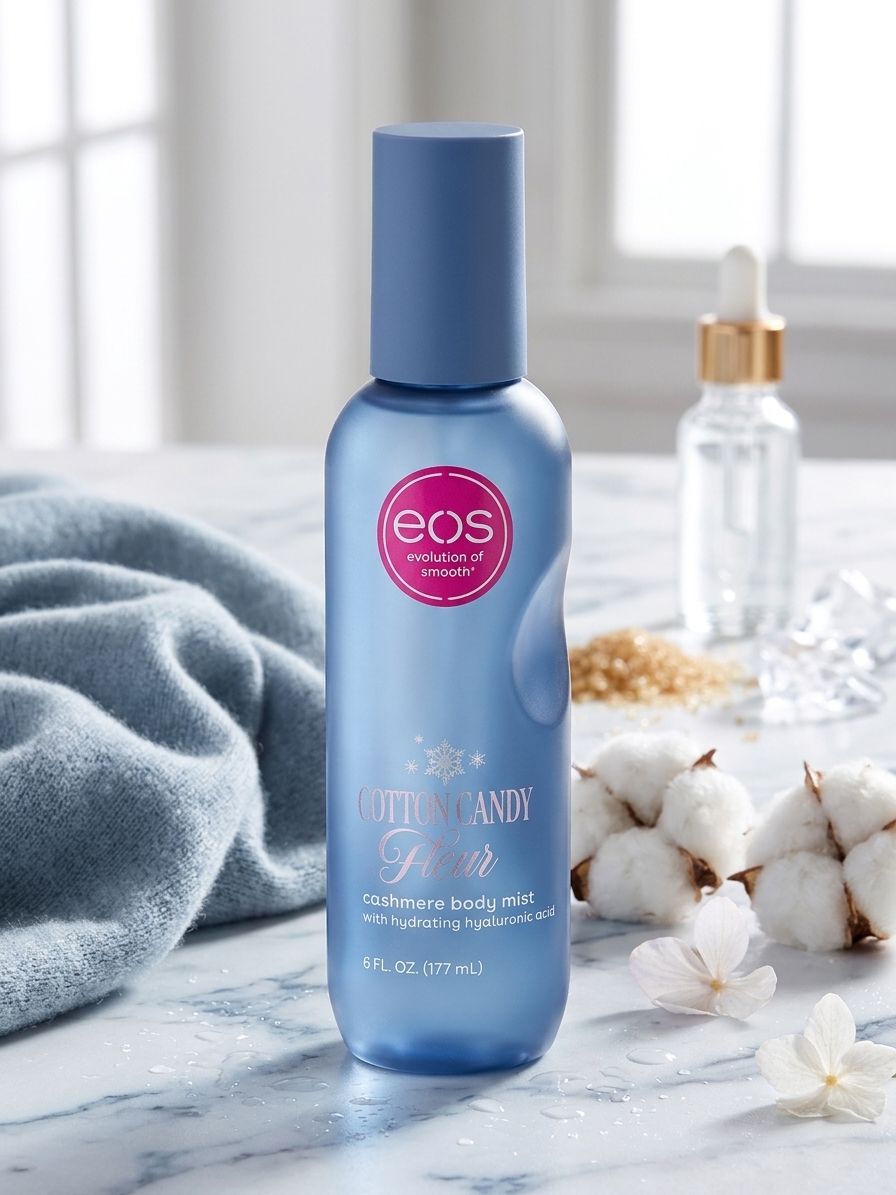 eos
evolution of
smooth*
COTTON CANDY
Fleur
cashmere body mist
with hydrating hyaluronic acid
6 FL. OZ. (177 mL)